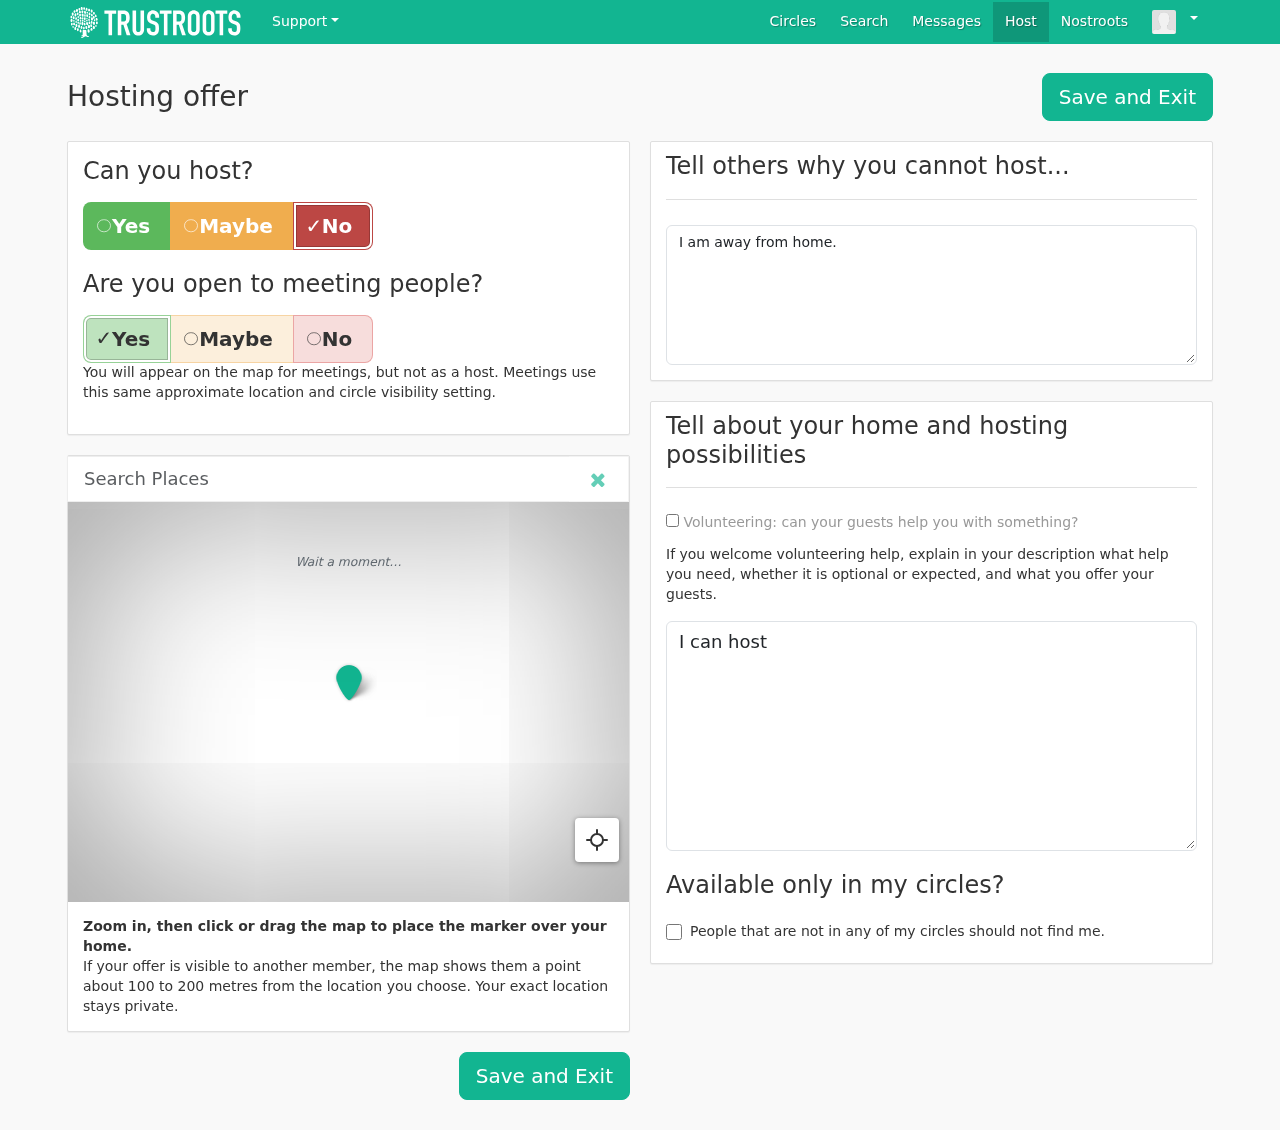 TRUSTROOTS
Support
Circles
Search
Messages
Host
Nostroots
Hosting offer
Save and Exit
Can you host?
Yes
Maybe
✓No
Are you open to meeting people?
✓Yes
Maybe
No
You will appear on the map for meetings, but not as a host. Meetings use
this same approximate location and circle visibility setting.
Search Places
Wait a moment...
Zoom in, then click or drag the map to place the marker over your
home.
If your offer is visible to another member, the map shows them a point
about 100 to 200 metres from the location you choose. Your exact location
stays private.
Save and Exit
Tell others why you cannot host...
I am away from home.
Tell about your home and hosting
possibilities
Volunteering: can your guests help you with something?
If you welcome volunteering help, explain in your description what help
you need, whether it is optional or expected, and what you offer your
guests.
I can host
Available only in my circles?
People that are not in any of my circles should not find me.